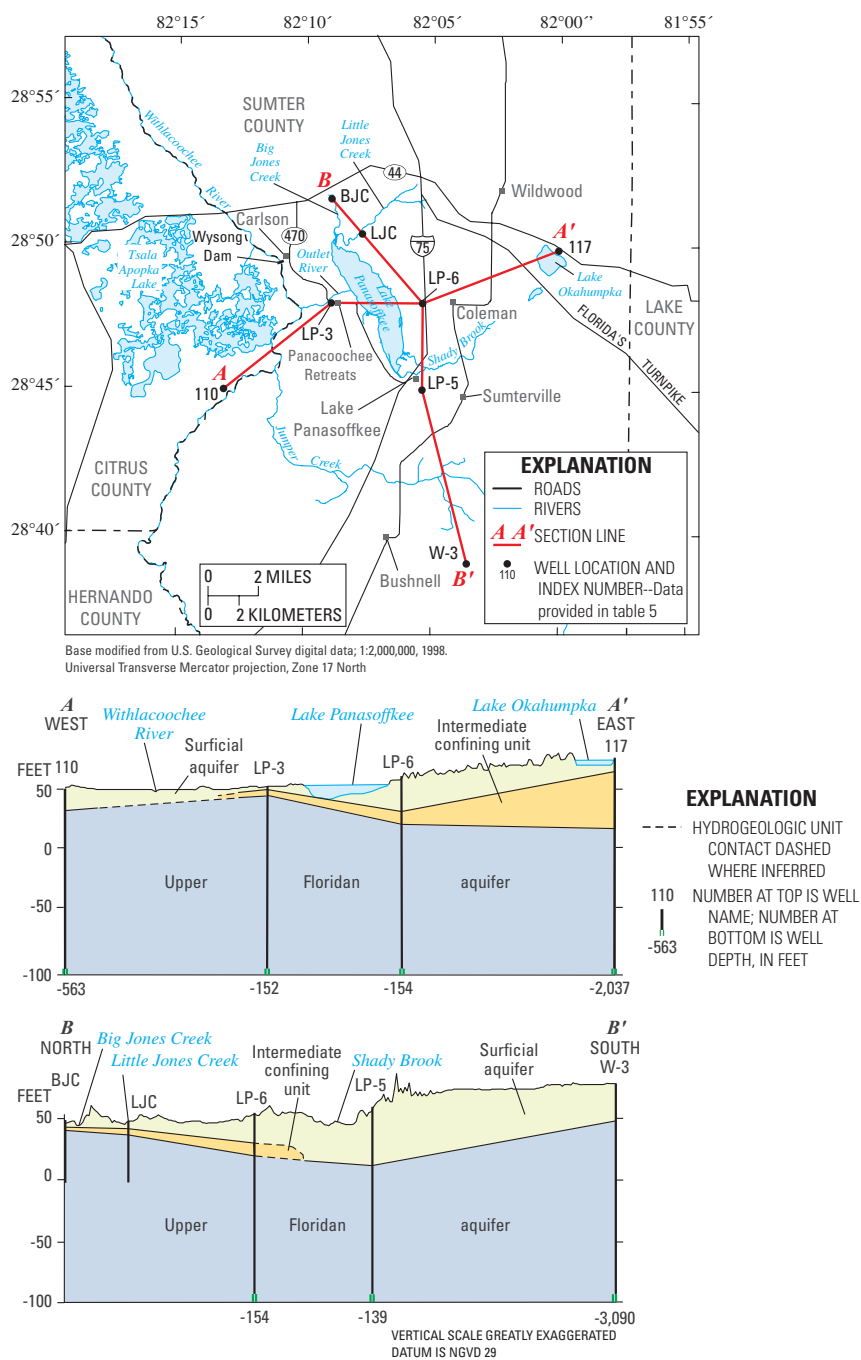 82°15´ 82°10´ 82°05´ 82°00´ 81°55´
28°55´
28°50´
28°45´
28°40´
SUMTER
COUNTY
Withlacoochee
River
Big
Jones
Creek
Little
Jones
Creek
44
B
BJC
Wildwood
Carlson
470
LJC
75
A'
117
Wysong
Dam
Tsala
Apopka
Lake
Outlet
River
Lake
Panasoffkee
LP-6
Lake
Okahumpka
LAKE
COUNTY
LP-3
Coleman
FLORIDA'S
TURNPIKE
Panacoochee
Retreats
Shady Brook
A
110
LP-5
Lake
Panasoffkee
Sumterville
Juniper
Creek
CITRUS
COUNTY
W-3
B'
Bushnell
HERNANDO
COUNTY
0 2 MILES
0 2 KILOMETERS
EXPLANATION
ROADS
RIVERS
A A' SECTION LINE
110
WELL LOCATION AND
INDEX NUMBER--Data
provided in table 5
Base modified from U.S. Geological Survey digital data; 1:2,000,000, 1998.
Universal Transverse Mercator projection, Zone 17 North
A
WEST
A'
EAST
Withlacoochee
River
Surficial
aquifer
Lake Panasoffkee
Intermediate
confining unit
Lake Okahumpka
FEET
110
LP-3
LP-6
117
50
0
-50
-100
Upper Floridan aquifer
-563 -152 -154 -2,037
EXPLANATION
HYDROGEOLOGIC UNIT
CONTACT DASHED
WHERE INFERRED
110
-563
NUMBER AT TOP IS WELL
NAME; NUMBER AT
BOTTOM IS WELL
DEPTH, IN FEET
B
NORTH
BJC
B'
SOUTH
W-3
Big Jones Creek
Little Jones Creek
Intermediate
confining
unit
Shady Brook
Surficial
aquifer
FEET
LJC
LP-6
LP-5
50
0
-50
-100
Upper Floridan aquifer
-154 -139 -3,090
VERTICAL SCALE GREATLY EXAGGERATED
DATUM IS NGVD 29